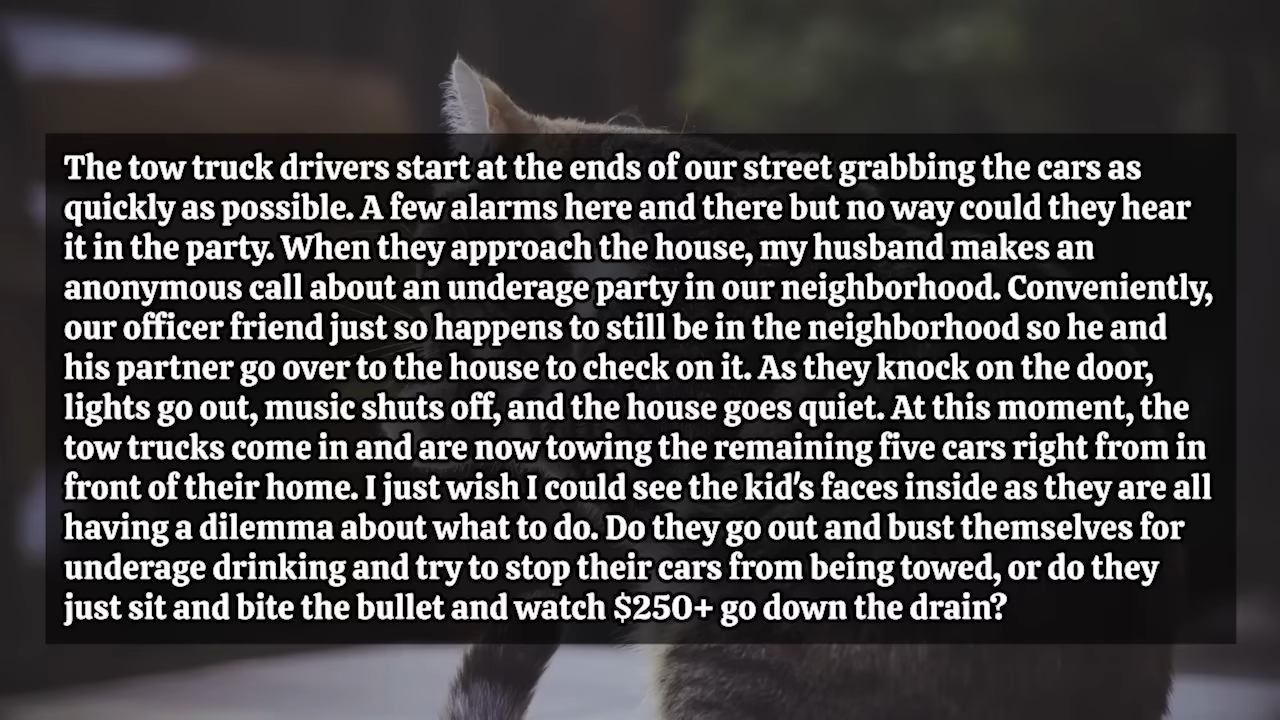 The tow truck drivers start at the ends of our street grabbing the cars as
quickly as possible. A few alarms here and there but no way could they hear
it in the party. When they approach the house, my husband makes an
anonymous call about an underage party in our neighborhood. Conveniently,
our officer friend just so happens to still be in the neighborhood so he and
his partner go over to the house to check on it. As they knock on the door,
lights go out, music shuts off, and the house goes quiet. At this moment, the
tow trucks come in and are now towing the remaining five cars right from in
front of their home. I just wish I could see the kid's faces inside as they are all
having a dilemma about what to do. Do they go out and bust themselves for
underage drinking and try to stop their cars from being towed, or do they
just sit and bite the bullet and watch $250+ go down the drain?